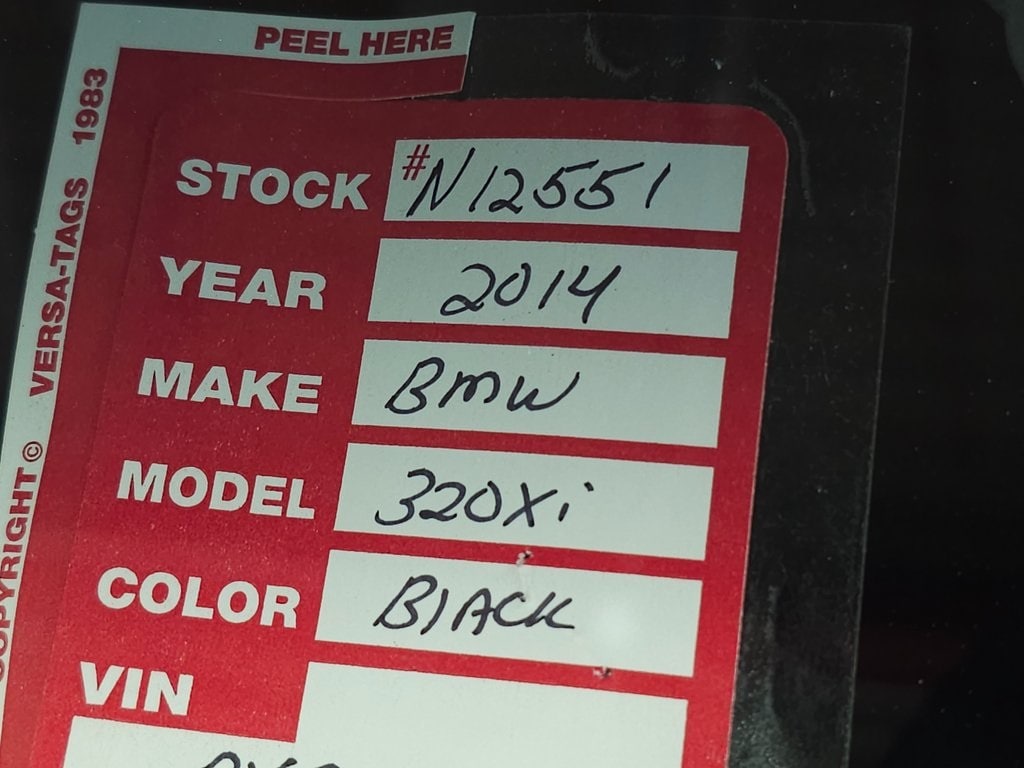 PEEL HERE
COPYRIGHT © VERSA-TAGS 1983
STOCK #N12551
YEAR 2014
MAKE BMW
MODEL 320Xi
COLOR BLACK
VIN